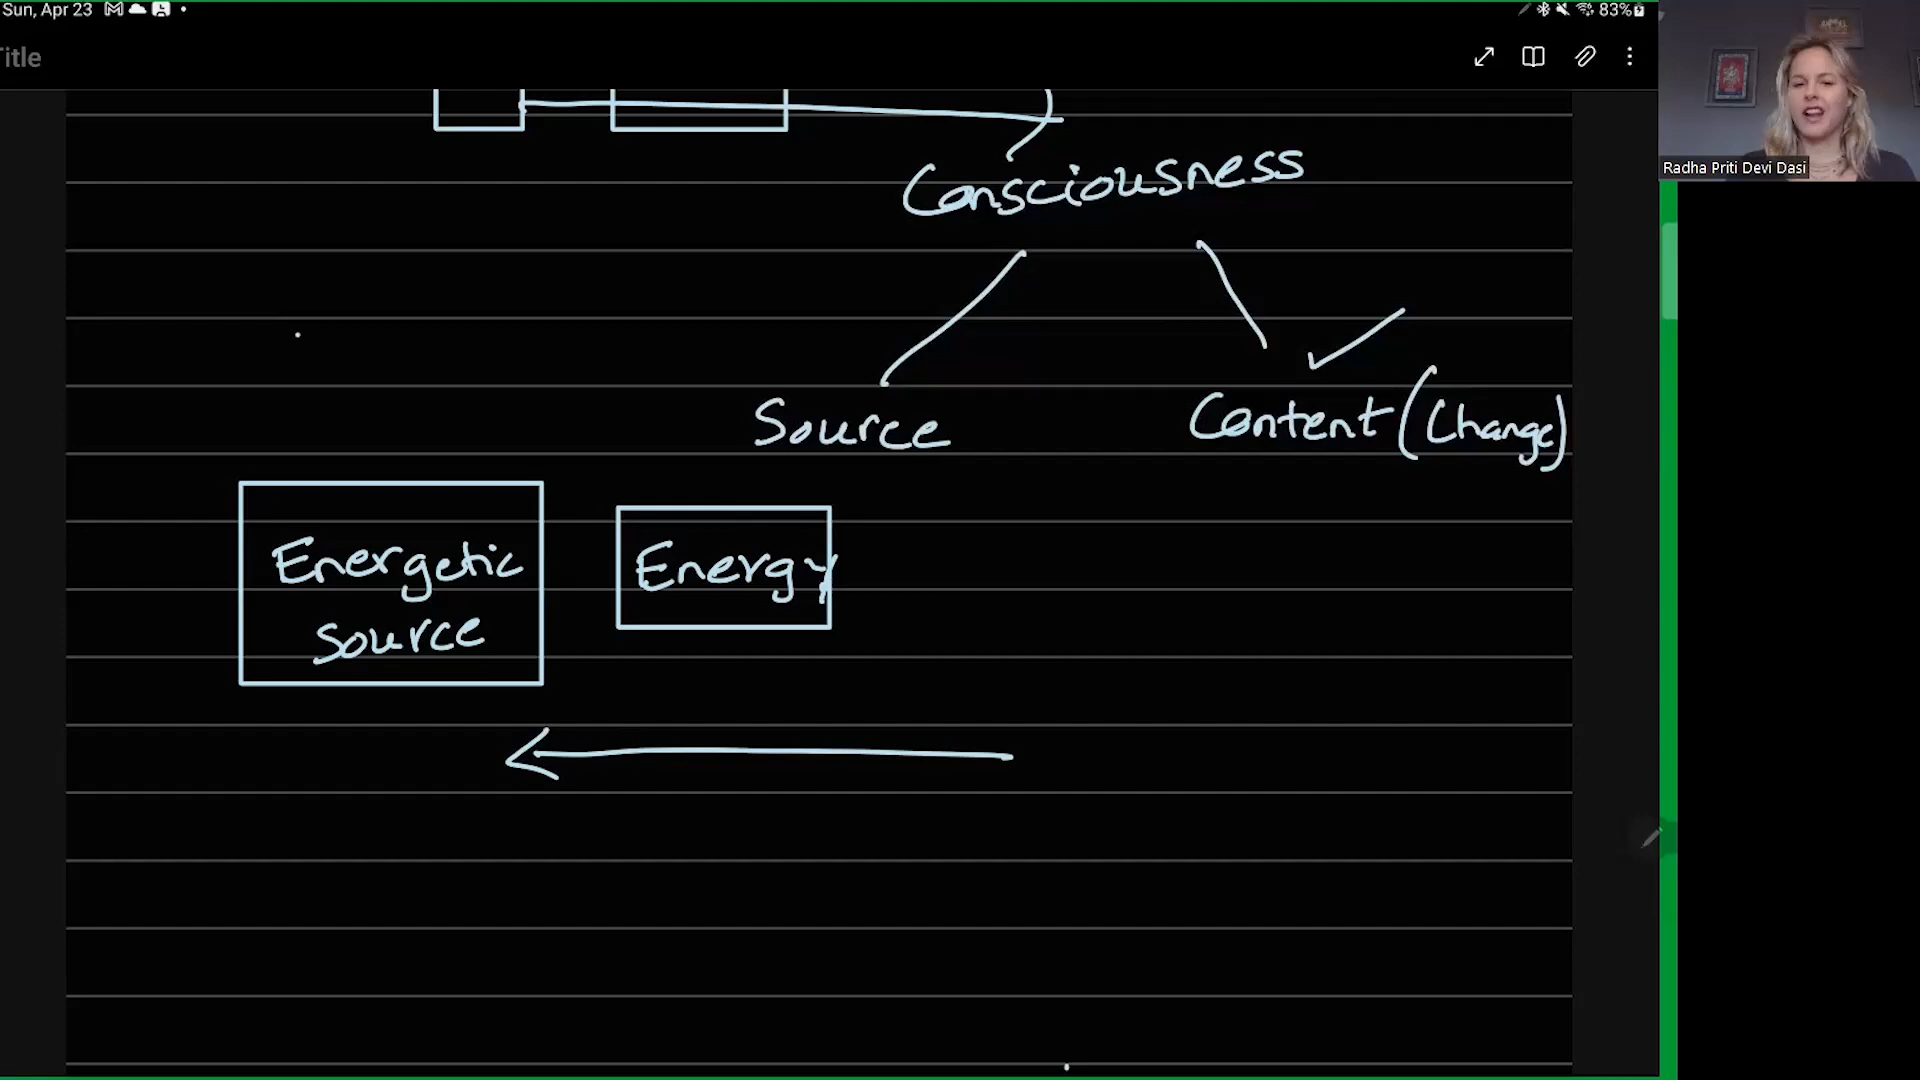 Sun, Apr 23
83%
Title
Radha Priti Devi Dasi
Consciousness
Source
Content (Change)
Energetic
source
Energy